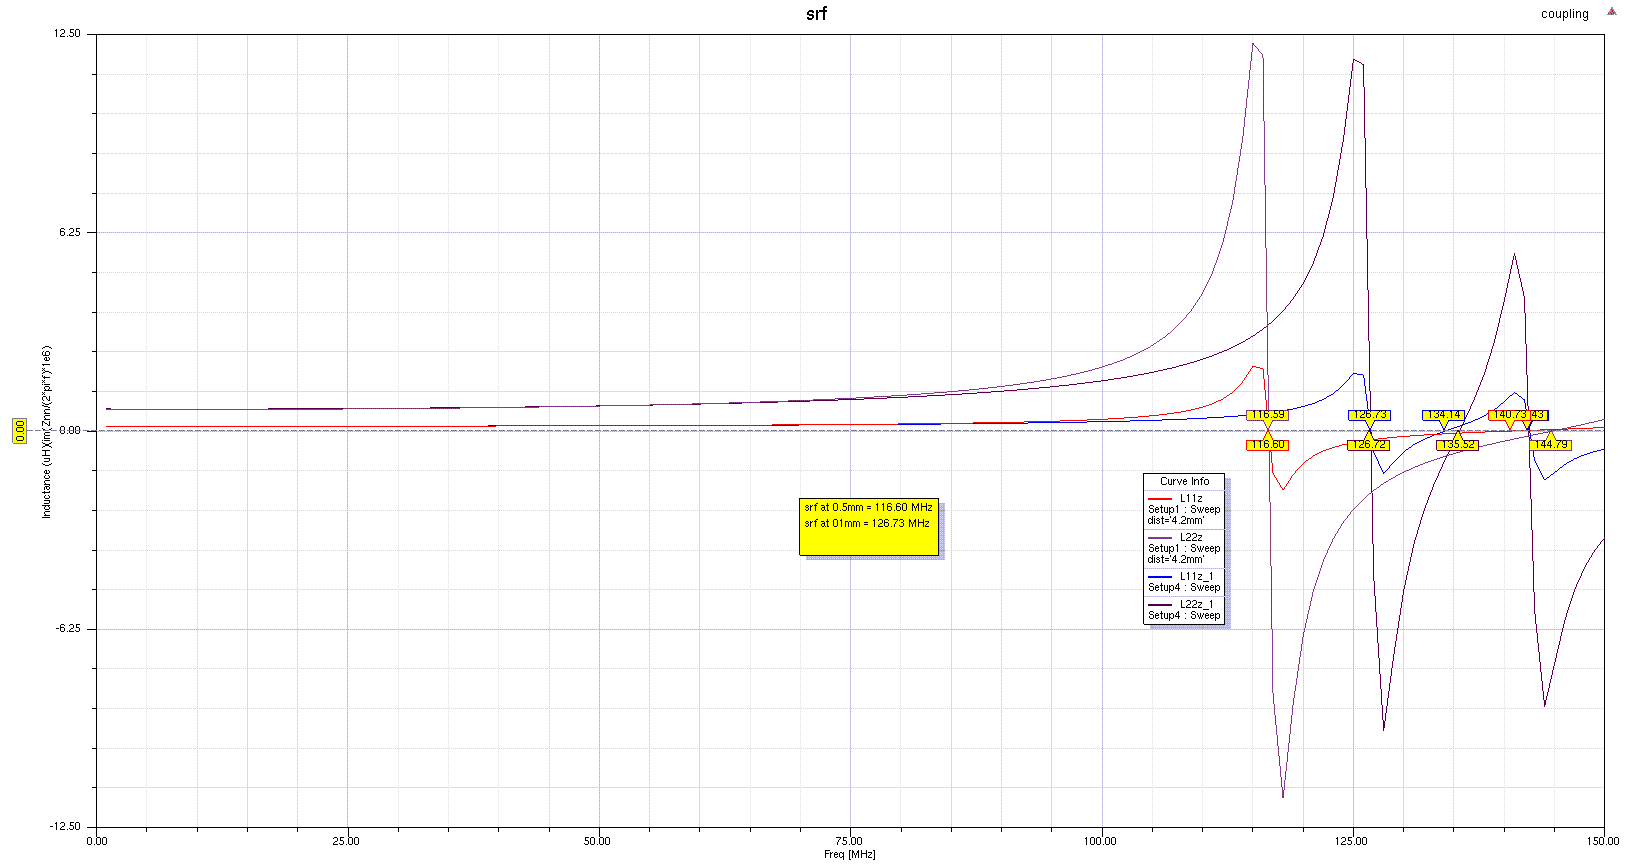 srf
coupling
12.50
6.25
0.00
0.00
-6.25
-12.50
Inductance (uH)(im(Znn/(2*pi*f)*1e6)
116.59
126.73
134.14
140.73
43
116.60
126.72
135.52
144.79
srf at 0.5mm = 116.60 MHz
srf at 01mm = 126.73 MHz
Curve Info
L11z
Setup1 : Sweep
dist='4.2mm'
L22z
Setup1 : Sweep
dist='4.2mm'
L11z_1
Setup4 : Sweep
L22z_1
Setup4 : Sweep
0.00
25.00
50.00
75.00
100.00
125.00
150.00
Freq [MHz]